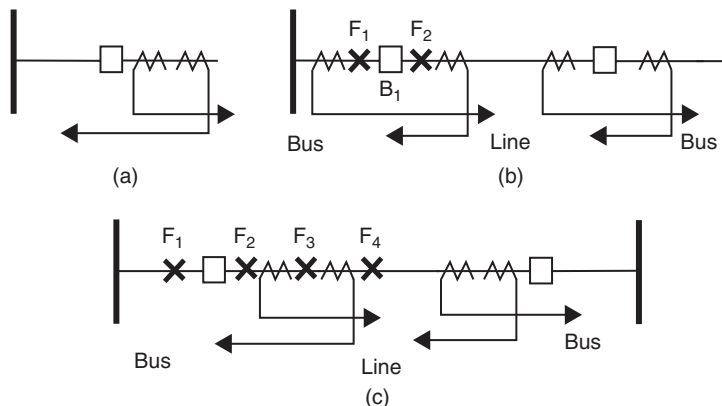 F1 F2
B1
Bus Line Bus
(a) (b)
F1 F2 F3 F4
Bus Line Bus
(c)